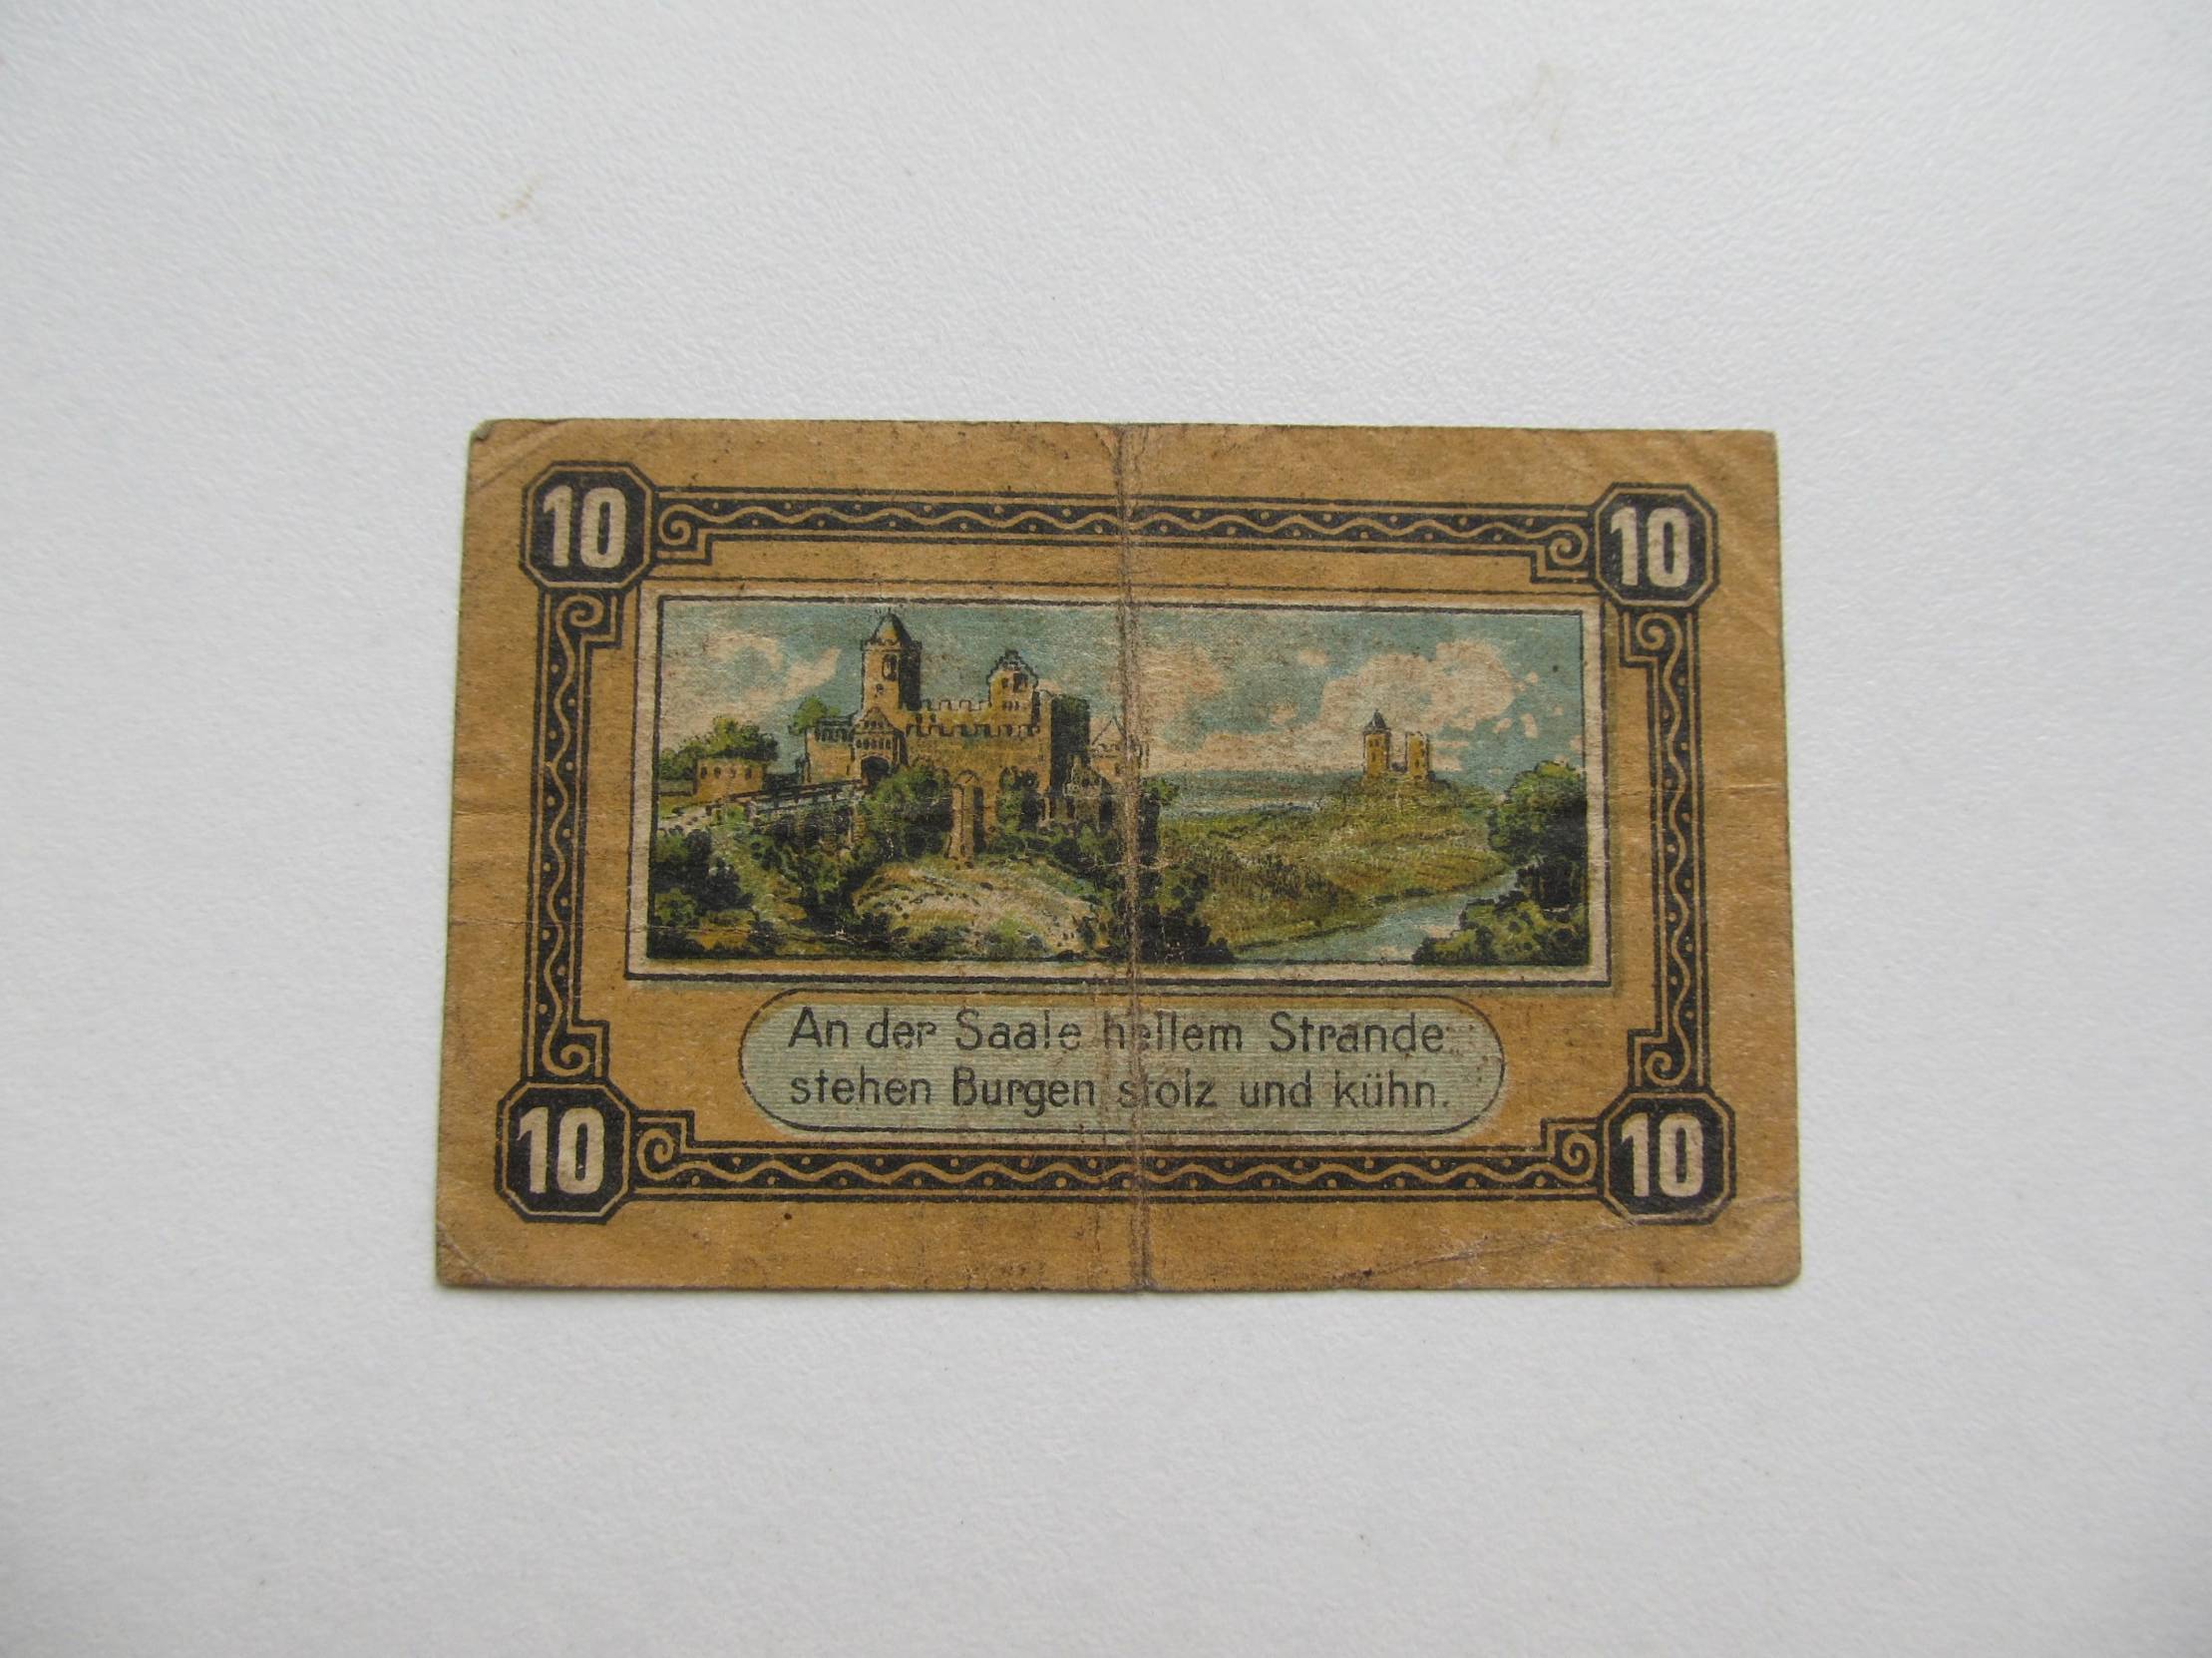 10 10
An der Saale hellem Strande
stehen Burgen stolz und kühn.
10 10